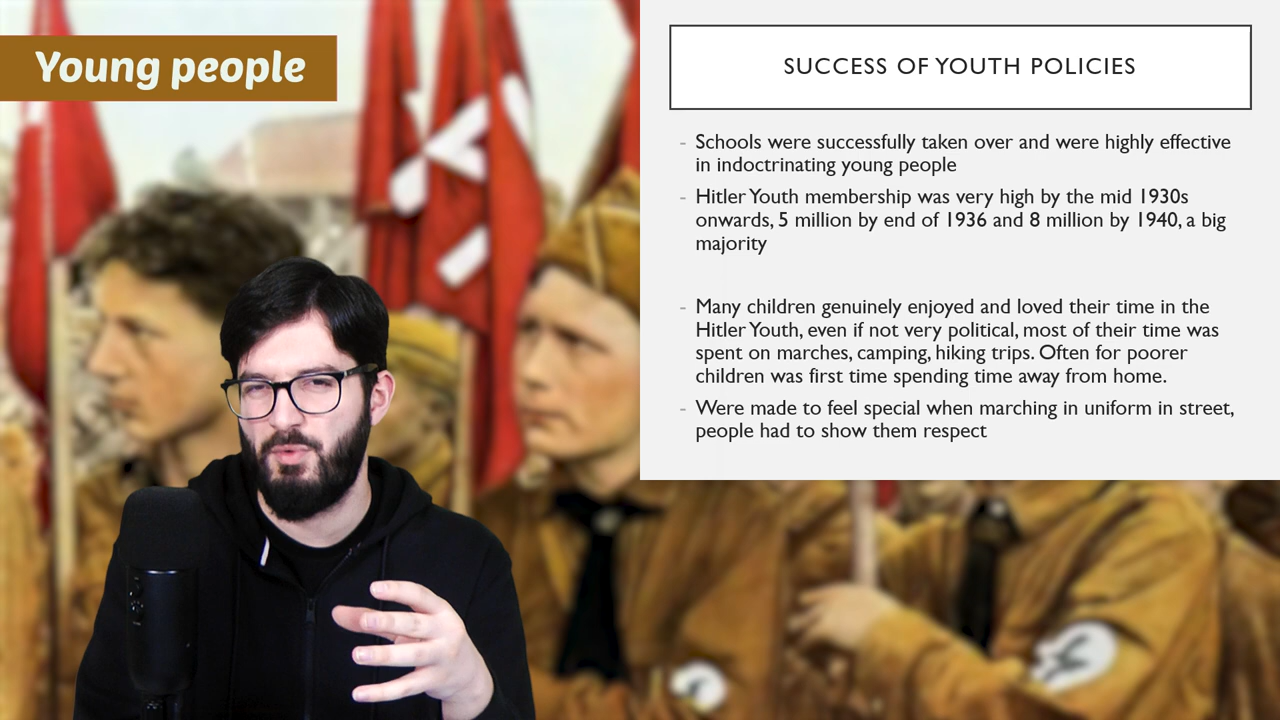 Young people
SUCCESS OF YOUTH POLICIES
- Schools were successfully taken over and were highly effective
in indoctrinating young people
- Hitler Youth membership was very high by the mid 1930s
onwards, 5 million by end of 1936 and 8 million by 1940, a big
majority
- Many children genuinely enjoyed and loved their time in the
Hitler Youth, even if not very political, most of their time was
spent on marches, camping, hiking trips. Often for poorer
children was first time spending time away from home.
- Were made to feel special when marching in uniform in street,
people had to show them respect